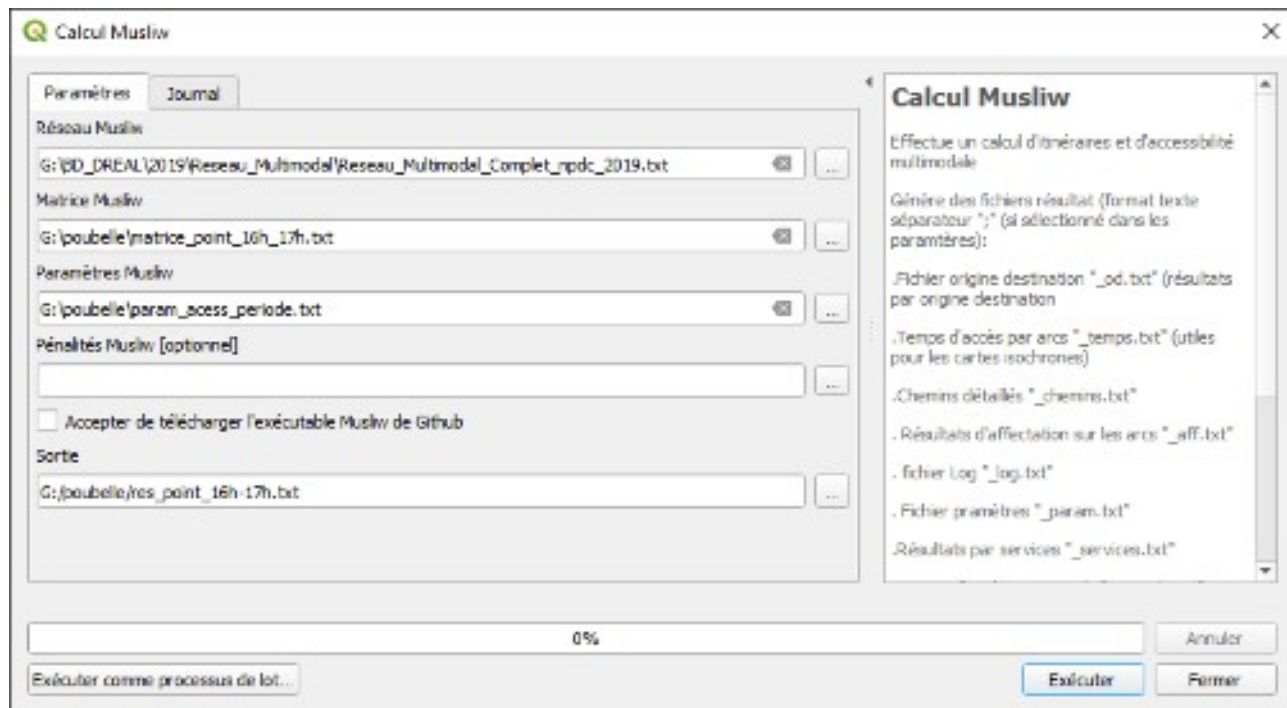 Calcul Musliw
Paramètres
Journal
Réseau Musliw
G:\BD_DREAL\2019\Reseau_Multimodal\Reseau_Multimodal_Complet_npdc_2019.txt
...
Matrice Musliw
G:\poubelle\matrice_point_16h_17h.txt
...
Paramètres Musliw
G:\poubelle\param_acess_periode.txt
...
Pénalités Musliw [optionnel]
...
Accepter de télécharger l'exécutable Musliw de Github
Sortie
G:/poubelle/res_point_16h-17h.txt
...
Calcul Musliw
Effectue un calcul d'itinéraires et d'accessibilité
multimodale
Génère des fichiers résultat (format texte
séparateur ";" (si sélectionné dans les
paramtères):
.Fichier origine destination "_od.txt" (résultats
par origine destination
.Temps d'accès par arcs "_temps.txt" (utiles
pour les cartes isochrones)
.Chemins détaillés "_chemins.txt"
. Résultats d'affectation sur les arcs "_aff.txt"
. fichier Log "_log.txt"
. Fichier pramètres "_param.txt"
.Résultats par services "_services.txt"
0%
Annuler
Exécuter comme processus de lot...
Exécuter
Fermer